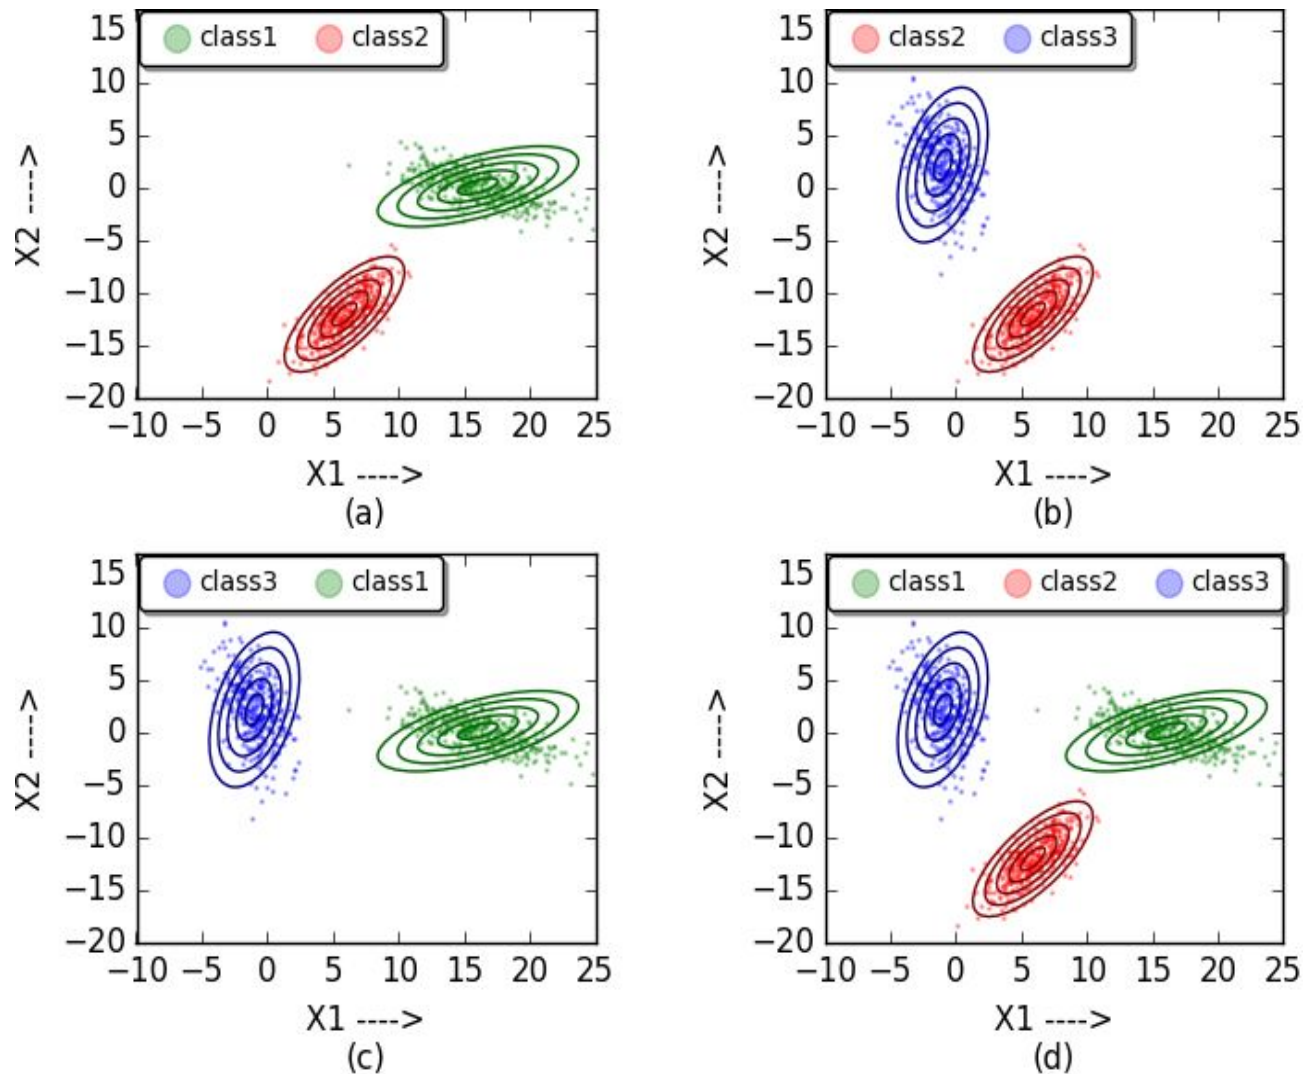 class1 class2
15
10
5
0
−5
−10
−15
−20
X2 ---->
−10 −5 0 5 10 15 20 25
X1 ---->
(a)
class2 class3
15
10
5
0
−5
−10
−15
−20
X2 ---->
−10 −5 0 5 10 15 20 25
X1 ---->
(b)
class3 class1
15
10
5
0
−5
−10
−15
−20
X2 ---->
−10 −5 0 5 10 15 20 25
X1 ---->
(c)
class1 class2 class3
15
10
5
0
−5
−10
−15
−20
X2 ---->
−10 −5 0 5 10 15 20 25
X1 ---->
(d)